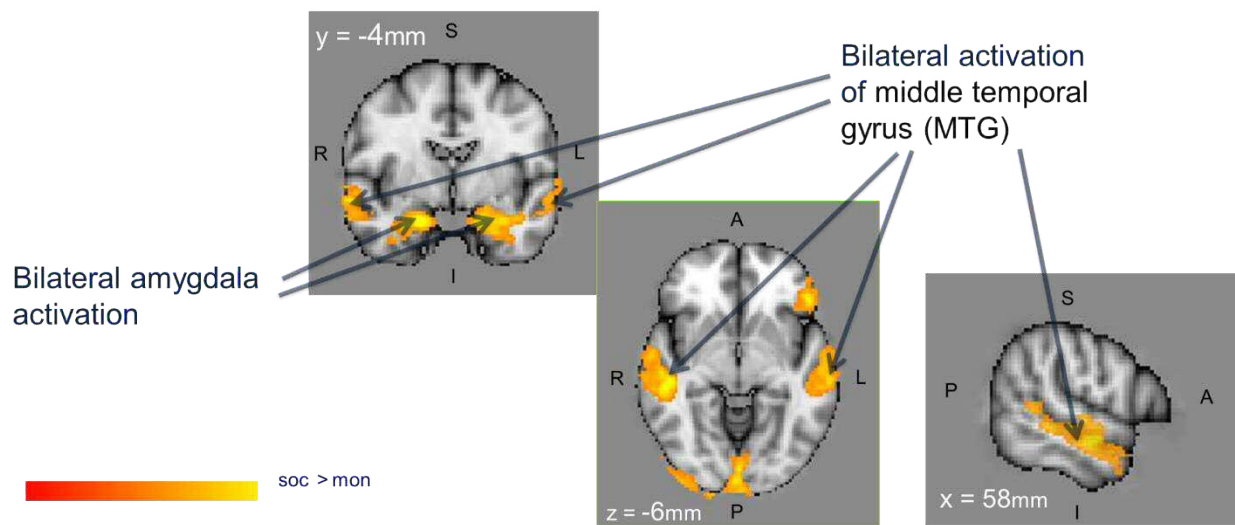 y = -4mm
S
R
L
I
Bilateral activation
of middle temporal
gyrus (MTG)
Bilateral amygdala
activation
A
R
L
z = -6mm
P
S
P
A
x = 58mm
I
soc > mon